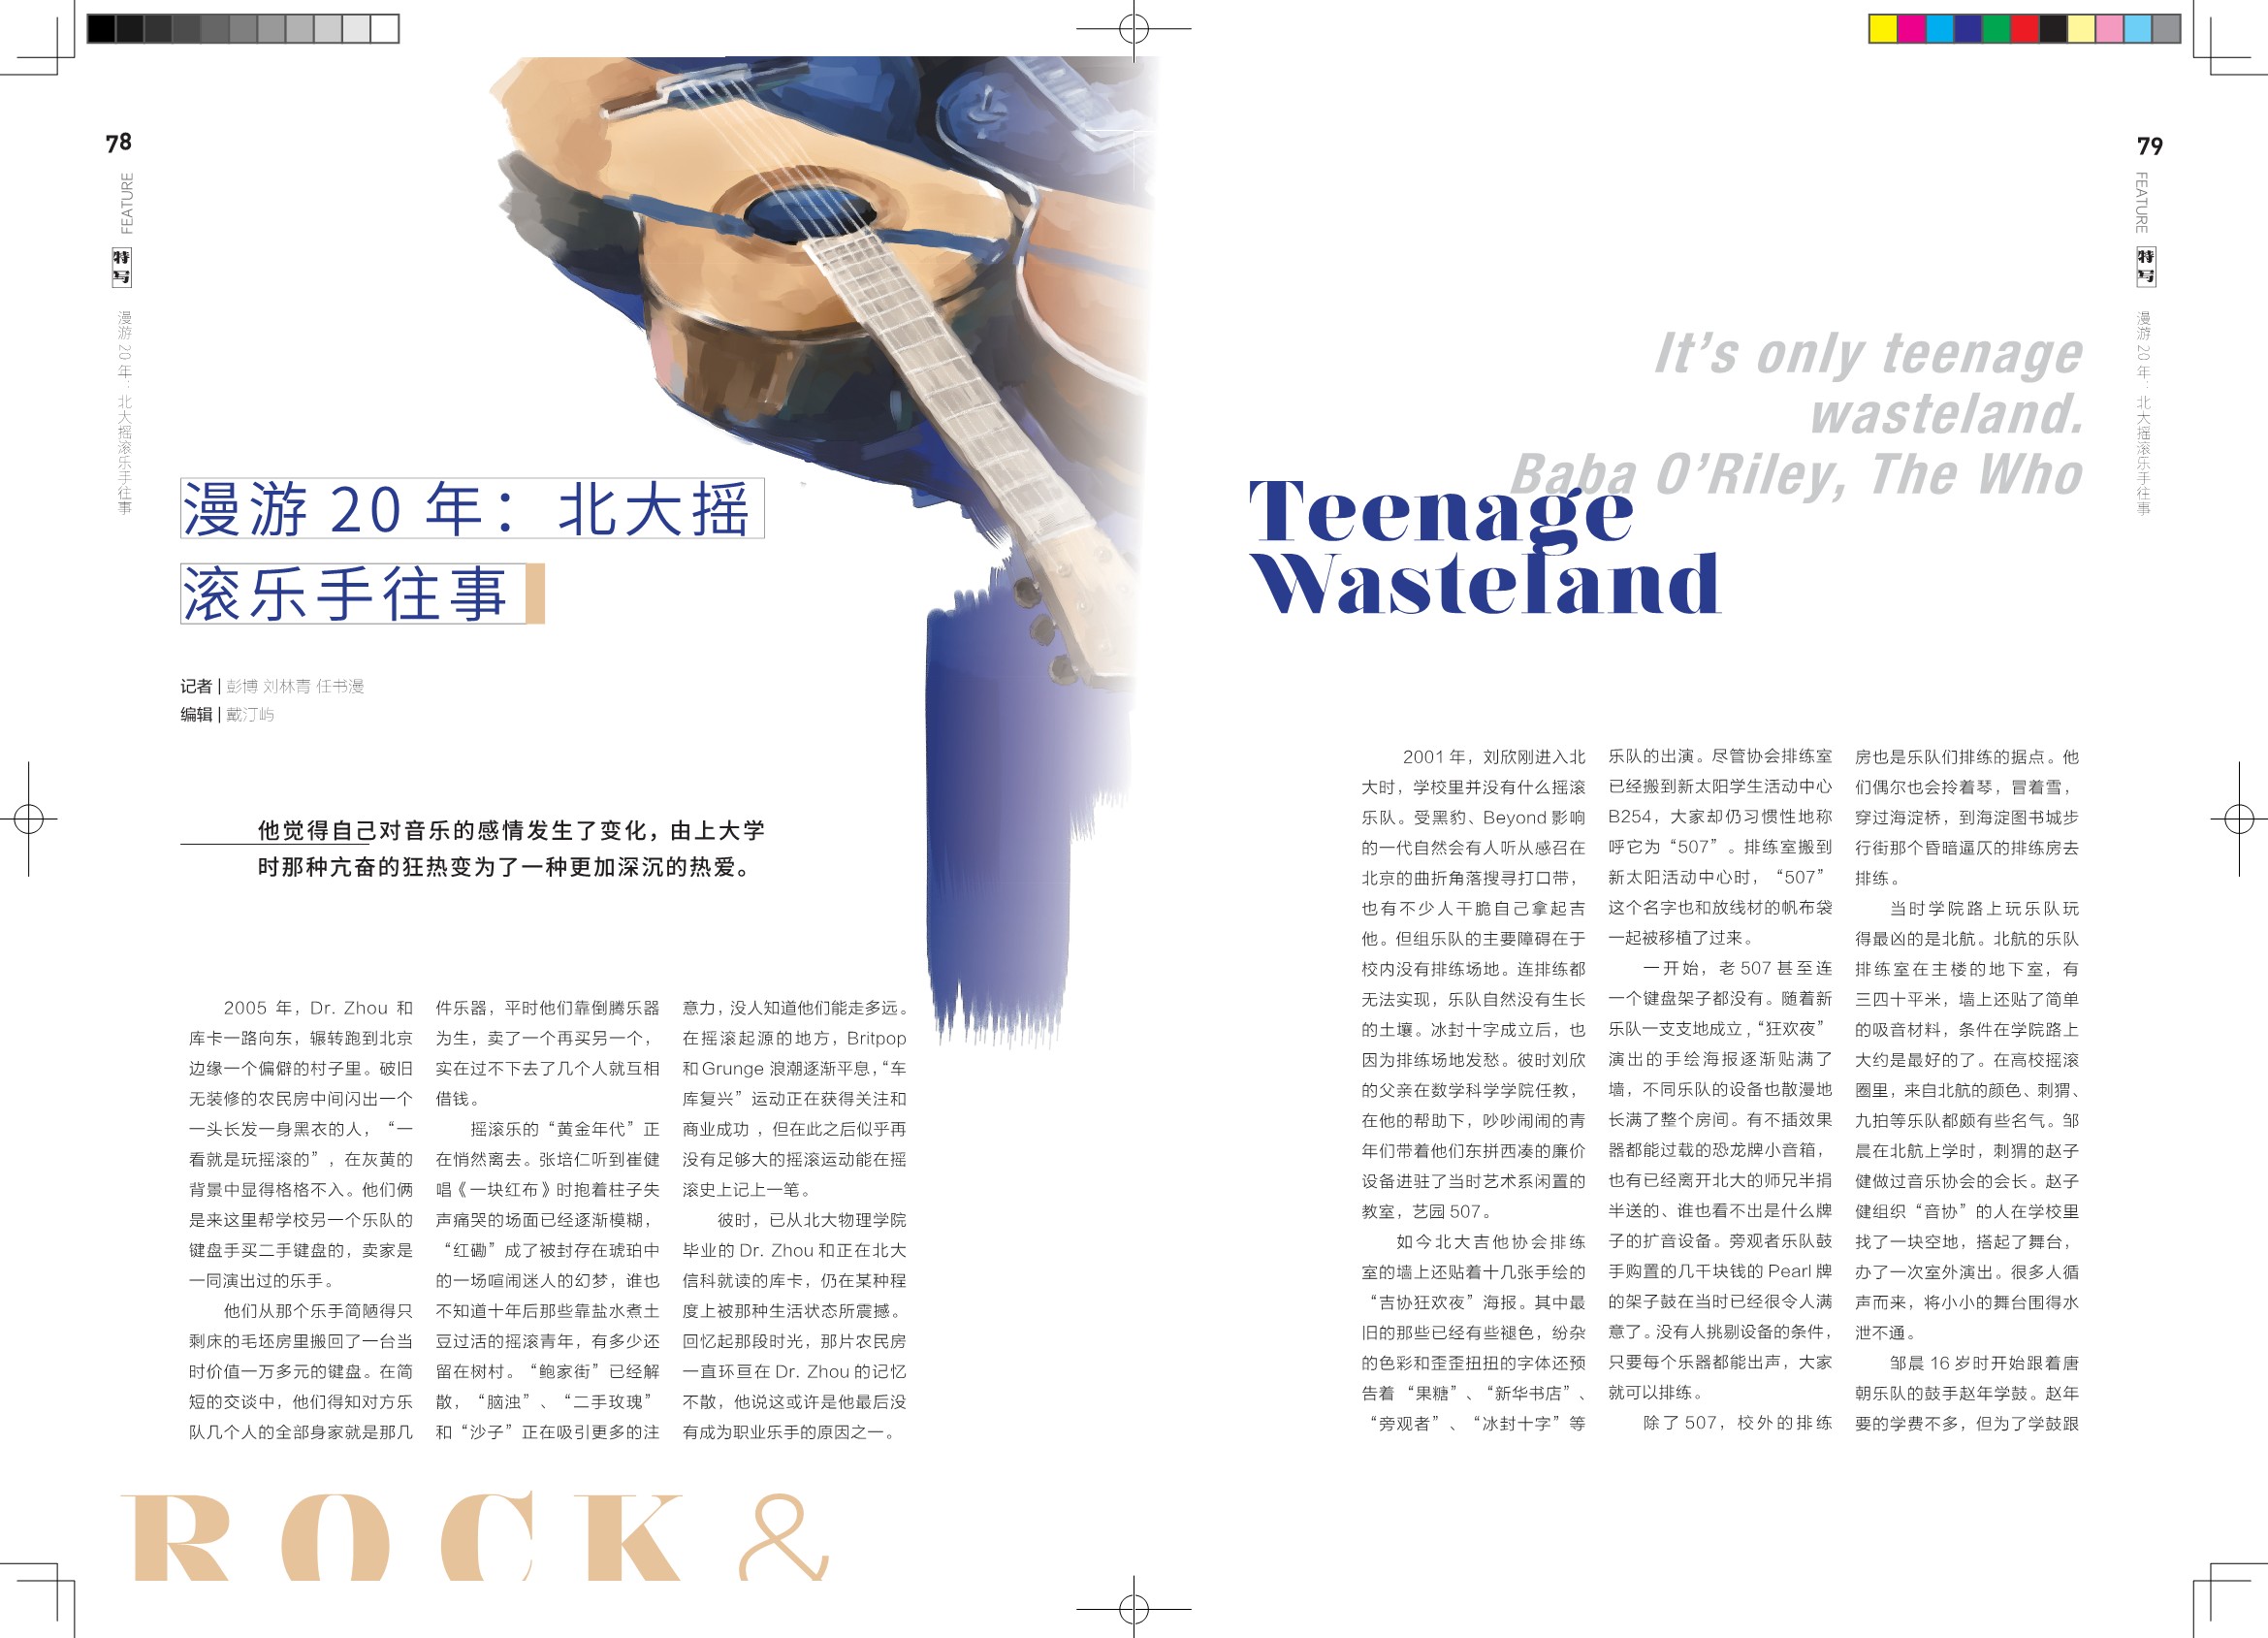 78
FEATURE
特写
漫游 20 年：北大摇滚乐手往事
漫游 20 年：北大摇
滚乐手往事
记者 | 彭博 刘林青 任书漫
编辑 | 戴汀屿
他觉得自己对音乐的感情发生了变化，由上大学
时那种亢奋的狂热变为了一种更加深沉的热爱。
2005 年，Dr. Zhou 和
库卡一路向东，辗转跑到北京
边缘一个偏僻的村子里。破旧
无装修的农民房中间闪出一个
一头长发一身黑衣的人，“一
看就是玩摇滚的”，在灰黄的
背景中显得格格不入。他们俩
是来这里帮学校另一个乐队的
键盘手买二手键盘的，卖家是
一同演出过的乐手。
他们从那个乐手简陋得只
剩床的毛坯房里搬回了一台当
时价值一万多元的键盘。在简
短的交谈中，他们得知对方乐
队几个人的全部身家就是那几
件乐器，平时他们靠倒腾乐器
为生，卖了一个再买另一个，
实在过不下去了几个人就互相
借钱。
摇滚乐的“黄金年代”正
在悄然离去。张培仁听到崔健
唱《一块红布》时抱着柱子失
声痛哭的场面已经逐渐模糊，
“红磡”成了被封存在琥珀中
的一场喧闹迷人的幻梦，谁也
不知道十年后那些靠盐水煮土
豆过活的摇滚青年，有多少还
留在树村。“鲍家街”已经解
散，“脑浊”、“二手玫瑰”
和“沙子”正在吸引更多的注
意力，没人知道他们能走多远。
在摇滚起源的地方，Britpop
和 Grunge 浪潮逐渐平息，“车
库复兴”运动正在获得关注和
商业成功 ，但在此之后似乎再
没有足够大的摇滚运动能在摇
滚史上记上一笔。
彼时，已从北大物理学院
毕业的 Dr. Zhou 和正在北大
信科就读的库卡，仍在某种程
度上被那种生活状态所震撼。
回忆起那段时光，那片农民房
一直环亘在 Dr. Zhou 的记忆
不散，他说这或许是他最后没
有成为职业乐手的原因之一。
ROCK &
79
FEATURE
特写
漫游 20 年：北大摇滚乐手往事
It’s only teenage
wasteland.
Baba O’Riley, The Who
Teenage
Wasteland
2001 年，刘欣刚进入北
大时，学校里并没有什么摇滚
乐队。受黑豹、Beyond 影响
的一代自然会有人听从感召在
北京的曲折角落搜寻打口带，
也有不少人干脆自己拿起吉
他。但组乐队的主要障碍在于
校内没有排练场地。连排练都
无法实现，乐队自然没有生长
的土壤。冰封十字成立后，也
因为排练场地发愁。彼时刘欣
的父亲在数学科学学院任教，
在他的帮助下，吵吵闹闹的青
年们带着他们东拼西凑的廉价
设备进驻了当时艺术系闲置的
教室，艺园 507。
如今北大吉他协会排练
室的墙上还贴着十几张手绘的
“吉协狂欢夜”海报。其中最
旧的那些已经有些褪色，纷杂
的色彩和歪歪扭扭的字体还预
告着 “果糖”、“新华书店”、
“旁观者”、“冰封十字”等
乐队的出演。尽管协会排练室
已经搬到新太阳学生活动中心
B254，大家却仍习惯性地称
呼它为“507”。排练室搬到
新太阳活动中心时，“507”
这个名字也和放线材的帆布袋
一起被移植了过来。
一开始，老 507 甚至连
一个键盘架子都没有。随着新
乐队一支支地成立，“狂欢夜”
演出的手绘海报逐渐贴满了
墙，不同乐队的设备也散漫地
长满了整个房间。有不插效果
器都能过载的恐龙牌小音箱，
也有已经离开北大的师兄半捐
半送的、谁也看不出是什么牌
子的扩音设备。旁观者乐队鼓
手购置的几千块钱的 Pearl 牌
的架子鼓在当时已经很令人满
意了。没有人挑剔设备的条件，
只要每个乐器都能出声，大家
就可以排练。
除了 507，校外的排练
房也是乐队们排练的据点。他
们偶尔也会拎着琴，冒着雪，
穿过海淀桥，到海淀图书城步
行街那个昏暗逼仄的排练房去
排练。
当时学院路上玩乐队玩
得最凶的是北航。北航的乐队
排练室在主楼的地下室，有
三四十平米，墙上还贴了简单
的吸音材料，条件在学院路上
大约是最好的了。在高校摇滚
圈里，来自北航的颜色、刺猬、
九拍等乐队都颇有些名气。邹
晨在北航上学时，刺猬的赵子
健做过音乐协会的会长。赵子
健组织“音协”的人在学校里
找了一块空地，搭起了舞台，
办了一次室外演出。很多人循
声而来，将小小的舞台围得水
泄不通。
邹晨 16 岁时开始跟着唐
朝乐队的鼓手赵年学鼓。赵年
要的学费不多，但为了学鼓跟